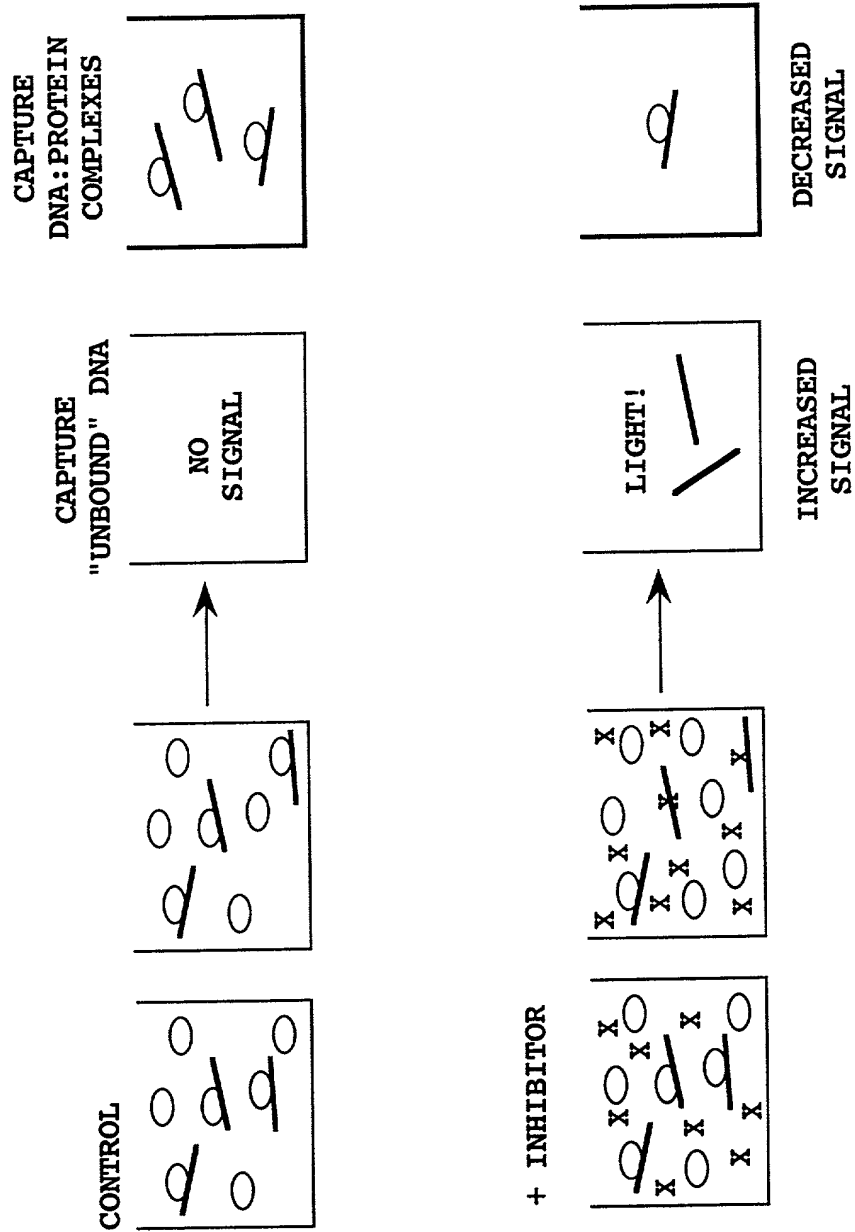 CONTROL
CAPTURE
"UNBOUND" DNA
CAPTURE
DNA:PROTEIN
COMPLEXES
NO
SIGNAL
+ INHIBITOR
LIGHT!
INCREASED
SIGNAL
DECREASED
SIGNAL